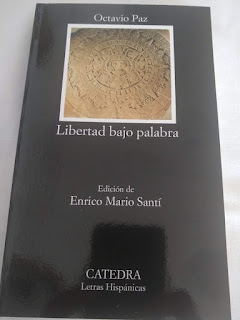 Octavio Paz
Libertad bajo palabra
Edición de
Enrico Mario Santí
CATEDRA
Letras Hispánicas